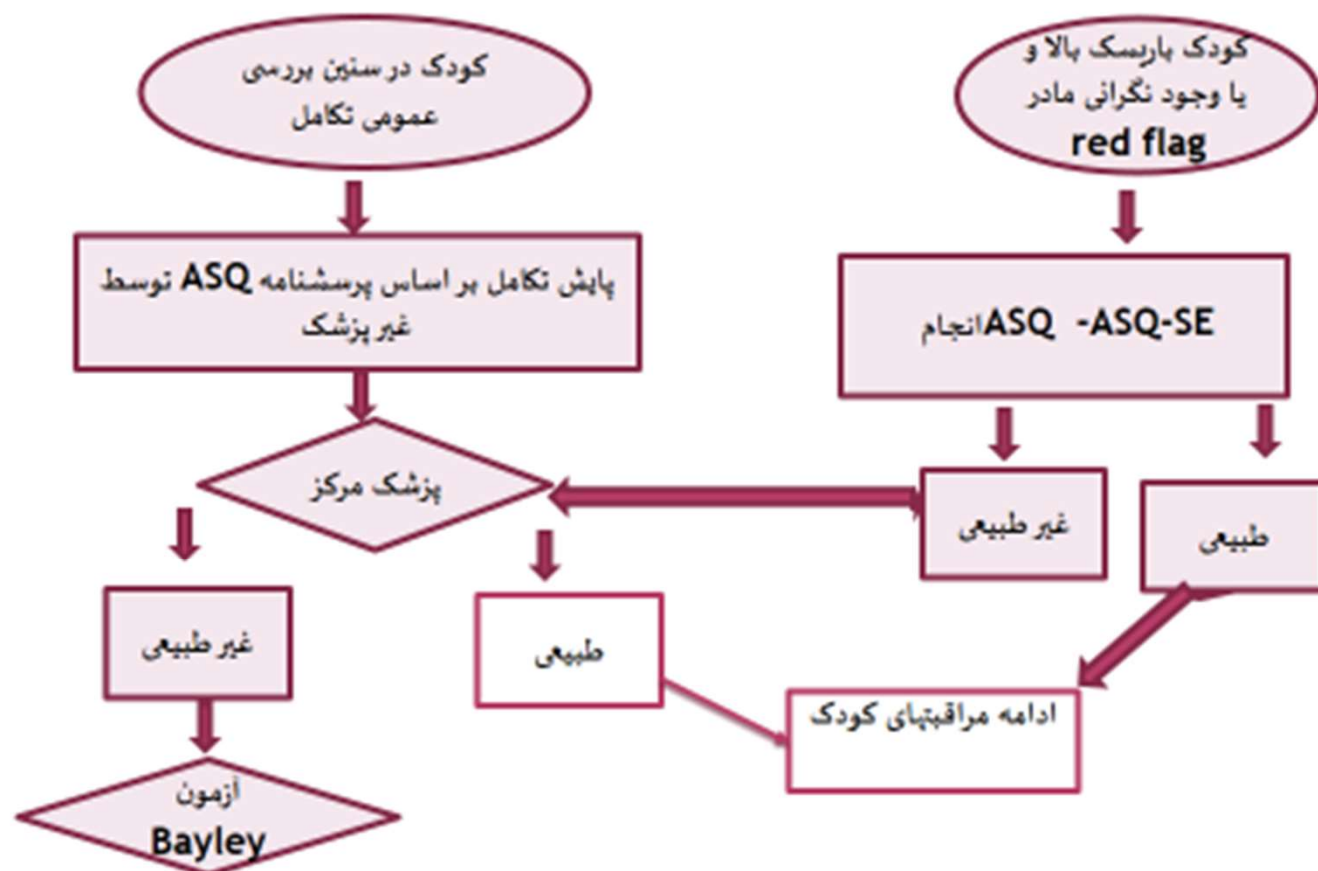 کودک در سنین بررسی
عمومی تکامل
کودک باریسک بالا و
یا وجود نگرانی مادر
red flag
پایش تکامل بر اساس پرسشنامه ASQ توسط
غیر پزشک
انجامASQ -ASQ-SE
پزشک مرکز
غیر طبیعی
طبیعی
غیر طبیعی
طبیعی
ادامه مراقبتهای کودک
آزمون
Bayley